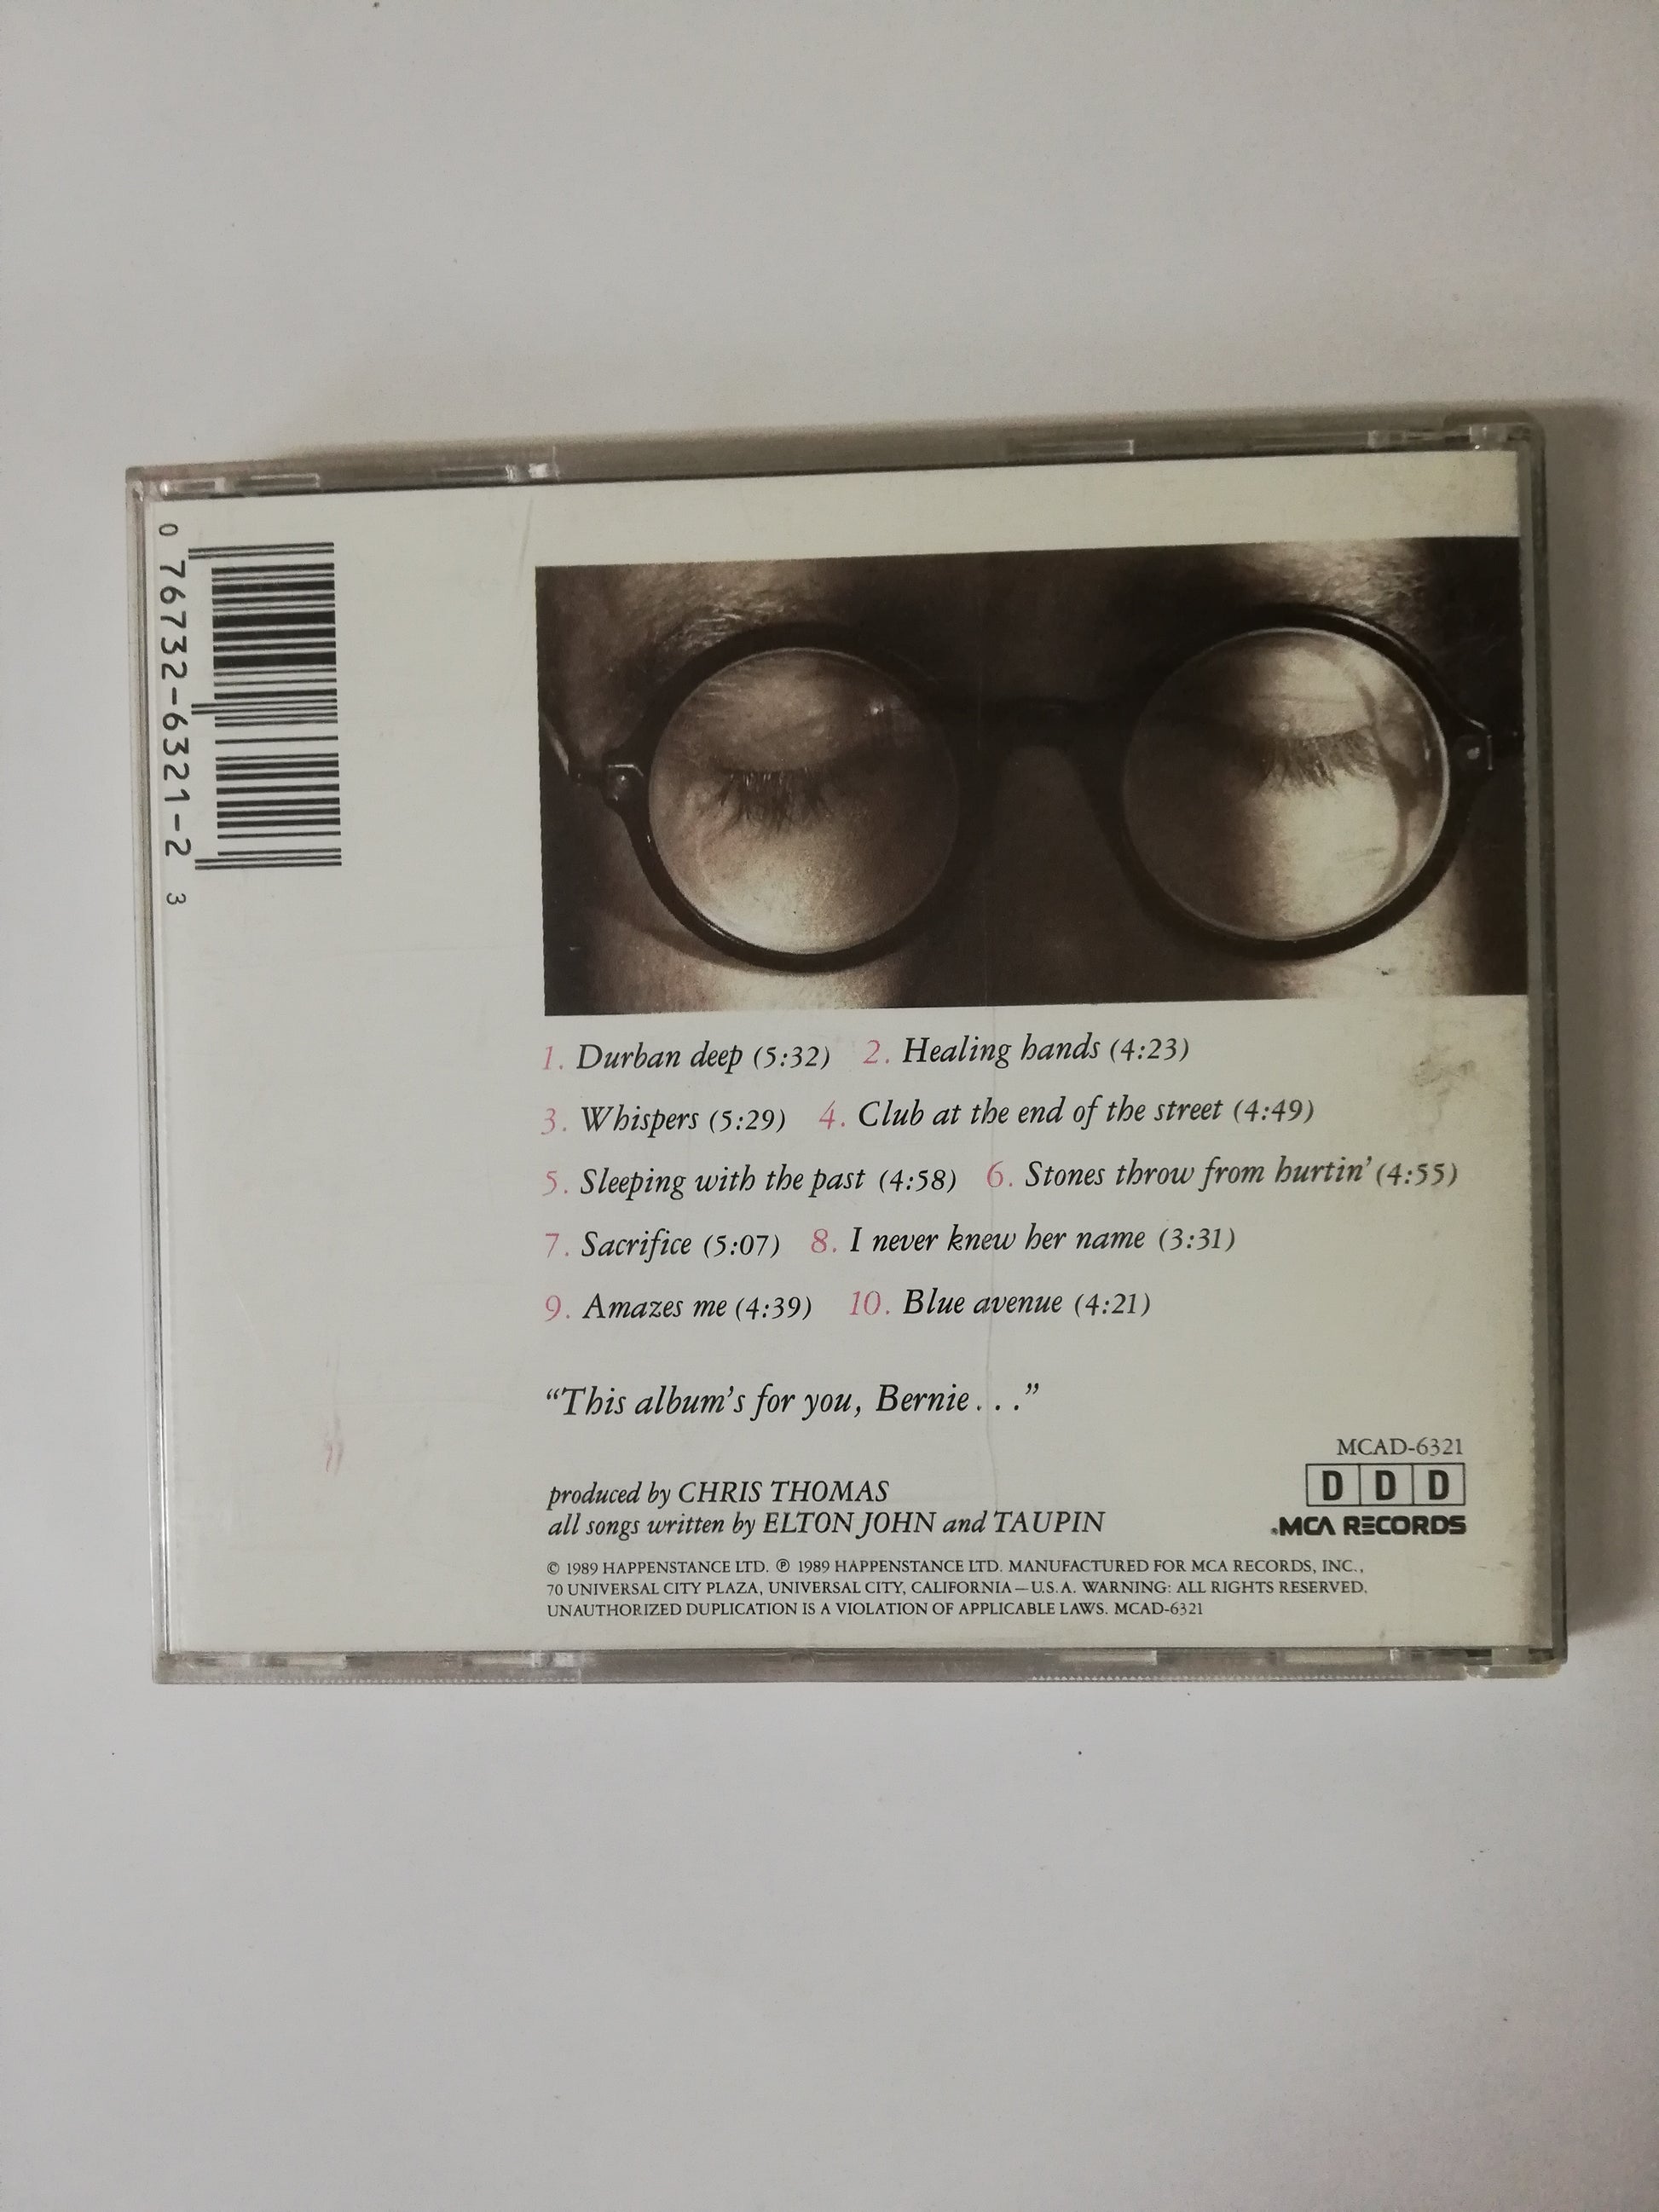 0 76732-6321-2 3
1. Durban deep (5:32) 2. Healing hands (4:23)
3. Whispers (5:29) 4. Club at the end of the street (4:49)
5. Sleeping with the past (4:58) 6. Stones throw from hurtin' (4:55)
7. Sacrifice (5:07) 8. I never knew her name (3:31)
9. Amazes me (4:39) 10. Blue avenue (4:21)
“This album's for you, Bernie . . .”
produced by CHRIS THOMAS
all songs written by ELTON JOHN and TAUPIN
MCAD-6321
D D D
MCA RECORDS
© 1989 HAPPENSTANCE LTD. ℗ 1989 HAPPENSTANCE LTD. MANUFACTURED FOR MCA RECORDS, INC.,
70 UNIVERSAL CITY PLAZA, UNIVERSAL CITY, CALIFORNIA—U.S.A. WARNING: ALL RIGHTS RESERVED.
UNAUTHORIZED DUPLICATION IS A VIOLATION OF APPLICABLE LAWS. MCAD-6321